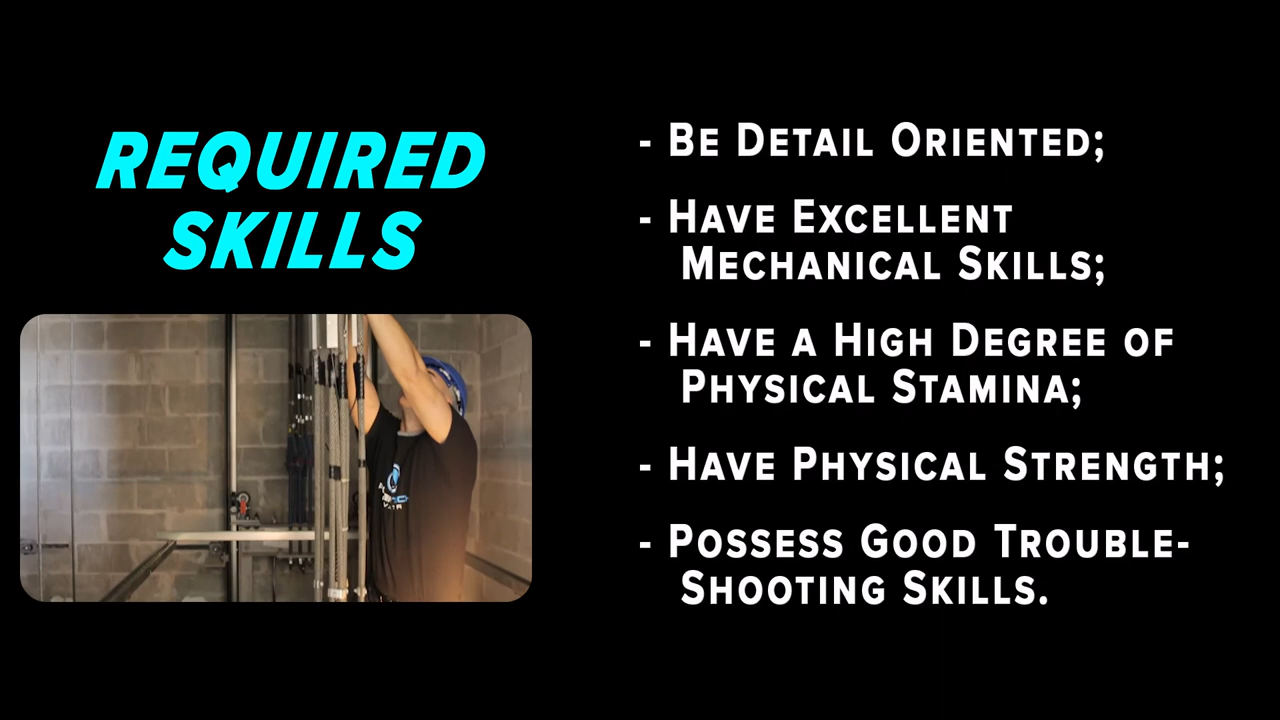 REQUIRED
SKILLS
- BE DETAIL ORIENTED;
- HAVE EXCELLENT
MECHANICAL SKILLS;
- HAVE A HIGH DEGREE OF
PHYSICAL STAMINA;
- HAVE PHYSICAL STRENGTH;
- POSSESS GOOD TROUBLE-
SHOOTING SKILLS.